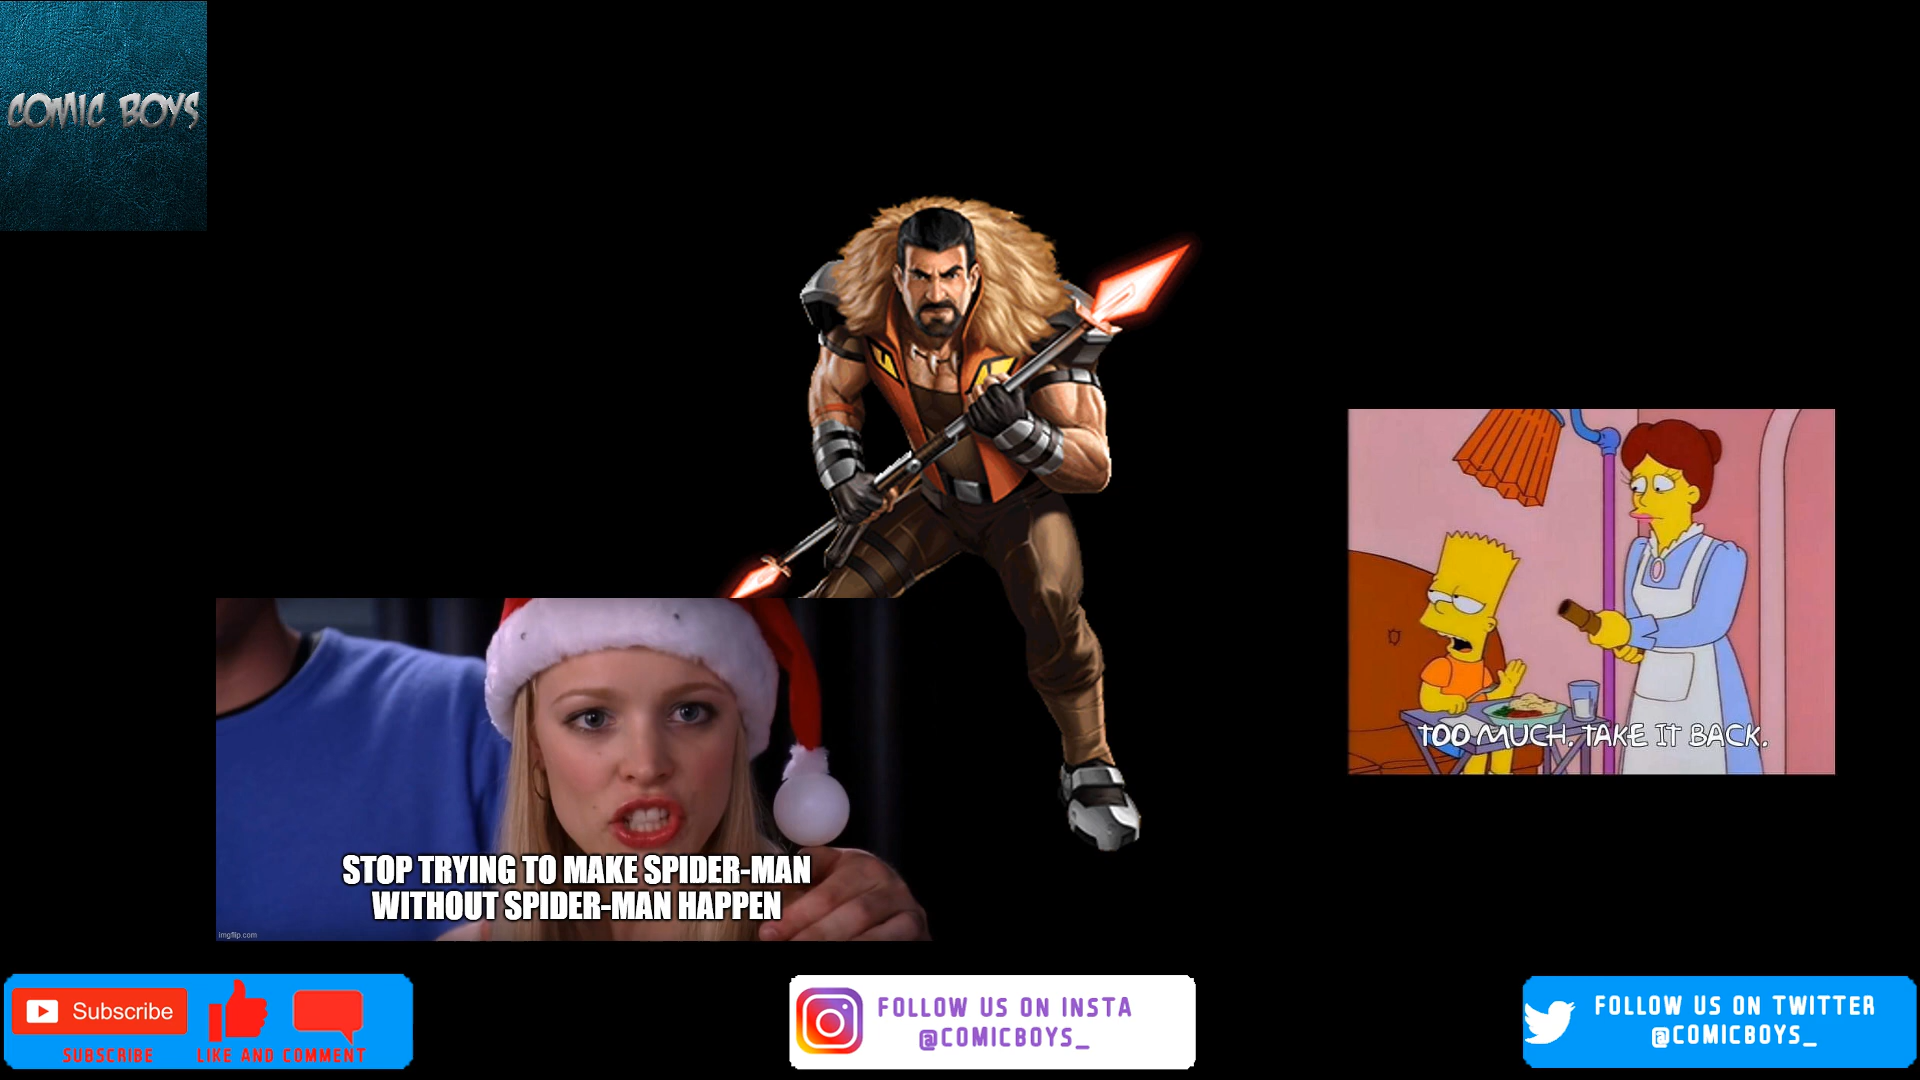 COMIC BOYS
TOO MUCH. TAKE IT BACK.
STOP TRYING TO MAKE SPIDER-MAN
WITHOUT SPIDER-MAN HAPPEN
imgflip.com
Subscribe
SUBSCRIBE
LIKE AND COMMENT
FOLLOW US ON INSTA
@COMICBOYS_
FOLLOW US ON TWITTER
@COMICBOYS_